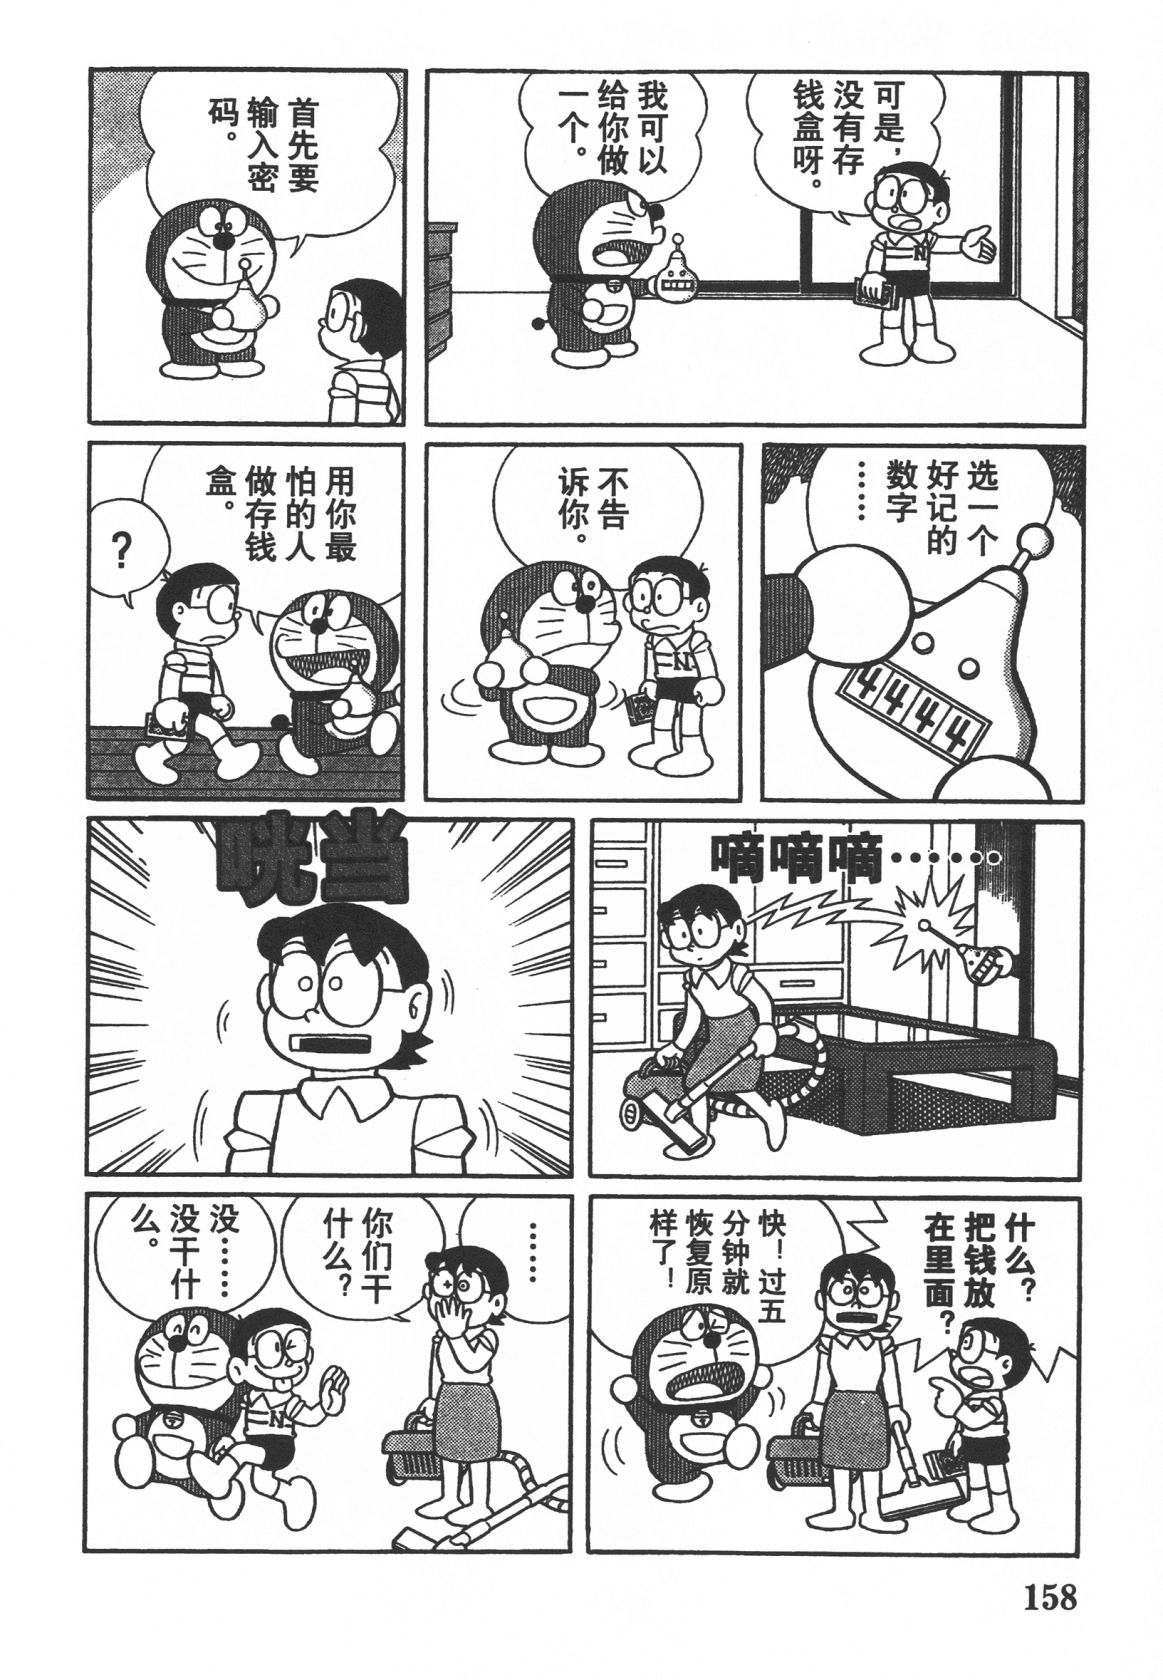 可是，
没有存
钱盒呀。
我可以
给你做
一个。
首先要
输入密
码。
选一个
好记的
数字
……
4444
不告
诉你。
用你最
怕的人
做存钱
盒。
？
嘀嘀嘀……
咣当
什么？
把钱放
在里面？
快！过五
分钟就
恢复原
样了！
……
你们干
什么？
没……
没干什
么。
158